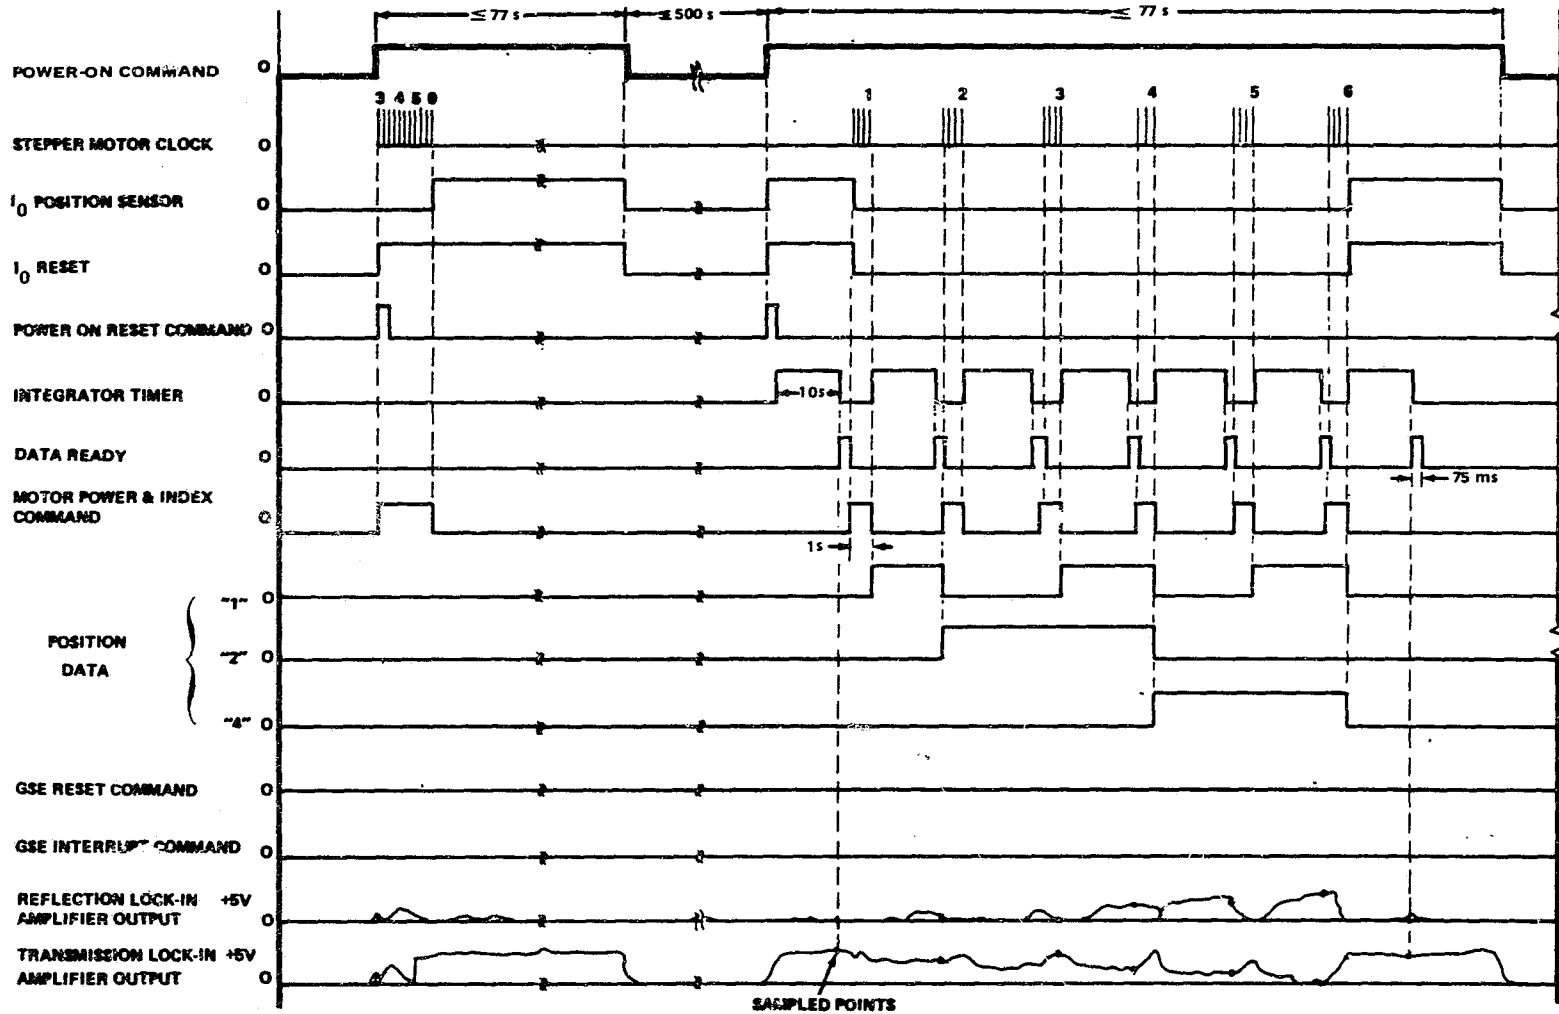 ≤ 77 s
≤ 500 s
≤ 77 s
POWER-ON COMMAND 0
3 4 5 6
1 2 3 4 5 6
STEPPER MOTOR CLOCK 0
I0 POSITION SENSOR 0
I0 RESET 0
POWER ON RESET COMMAND 0
INTEGRATOR TIMER 0
10s
DATA READY 0
75 ms
MOTOR POWER & INDEX
COMMAND 0
1s
"1" 0
POSITION
DATA
"2" 0
"4" 0
GSE RESET COMMAND 0
GSE INTERRUPT COMMAND 0
REFLECTION LOCK-IN +5V
AMPLIFIER OUTPUT 0
TRANSMISSION LOCK-IN +5V
AMPLIFIER OUTPUT 0
SAMPLED POINTS